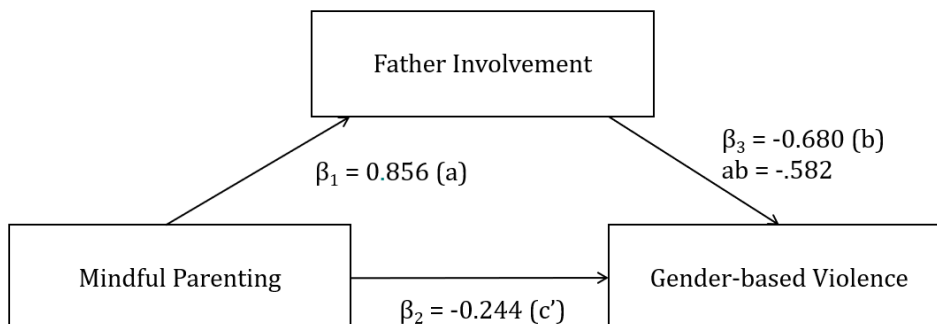 Father Involvement
β₃ = -0.680 (b)
ab = -.582
β₁ = 0.856 (a)
Mindful Parenting
Gender-based Violence
β₂ = -0.244 (c’)